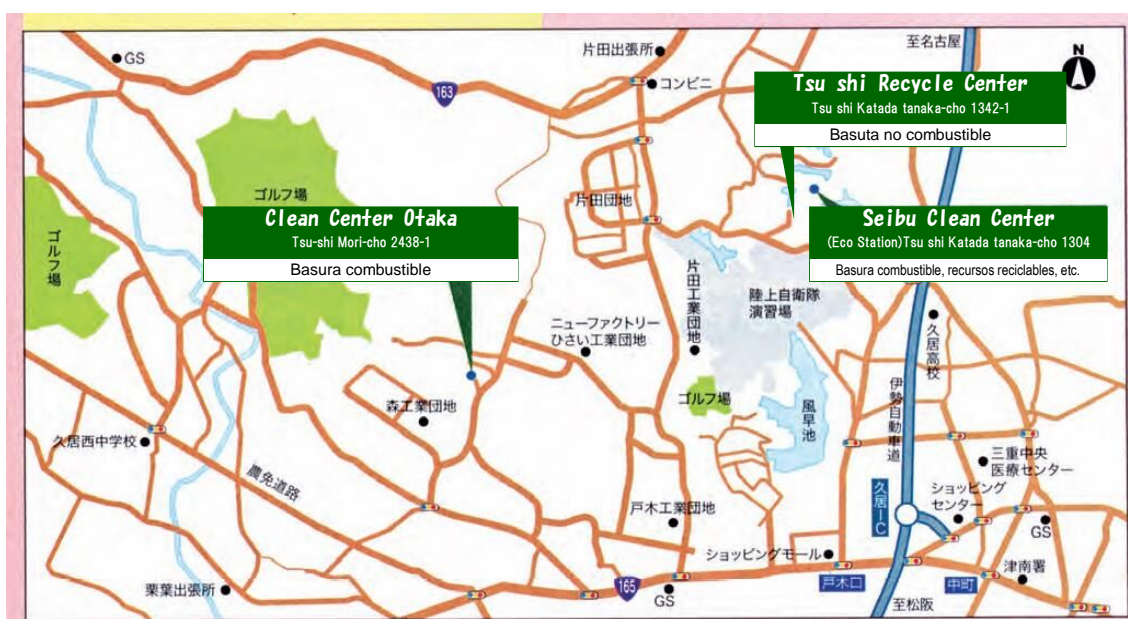 GS
片田出張所
至名古屋
N
163
コンビニ
Tsu shi Recycle Center
Tsu shi Katada tanaka-cho 1342-1
Basuta no combustible
ゴルフ場
片田団地
Clean Center Otaka
Tsu-shi Mori-cho 2438-1
Basura combustible
Seibu Clean Center
(Eco Station)Tsu shi Katada tanaka-cho 1304
Basura combustible, recursos reciclables, etc.
ゴルフ場
片田工業団地
陸上自衛隊
演習場
ニューファクトリー
ひさい工業団地
久居高校
伊勢自動車道
ゴルフ場
風早池
森工業団地
久居西中学校
農免道路
三重中央
医療センター
久居IC
ショッピング
センター
戸木工業団地
GS
ショッピングモール
165
GS
戸木口
中町
津南署
栗葉出張所
至松阪